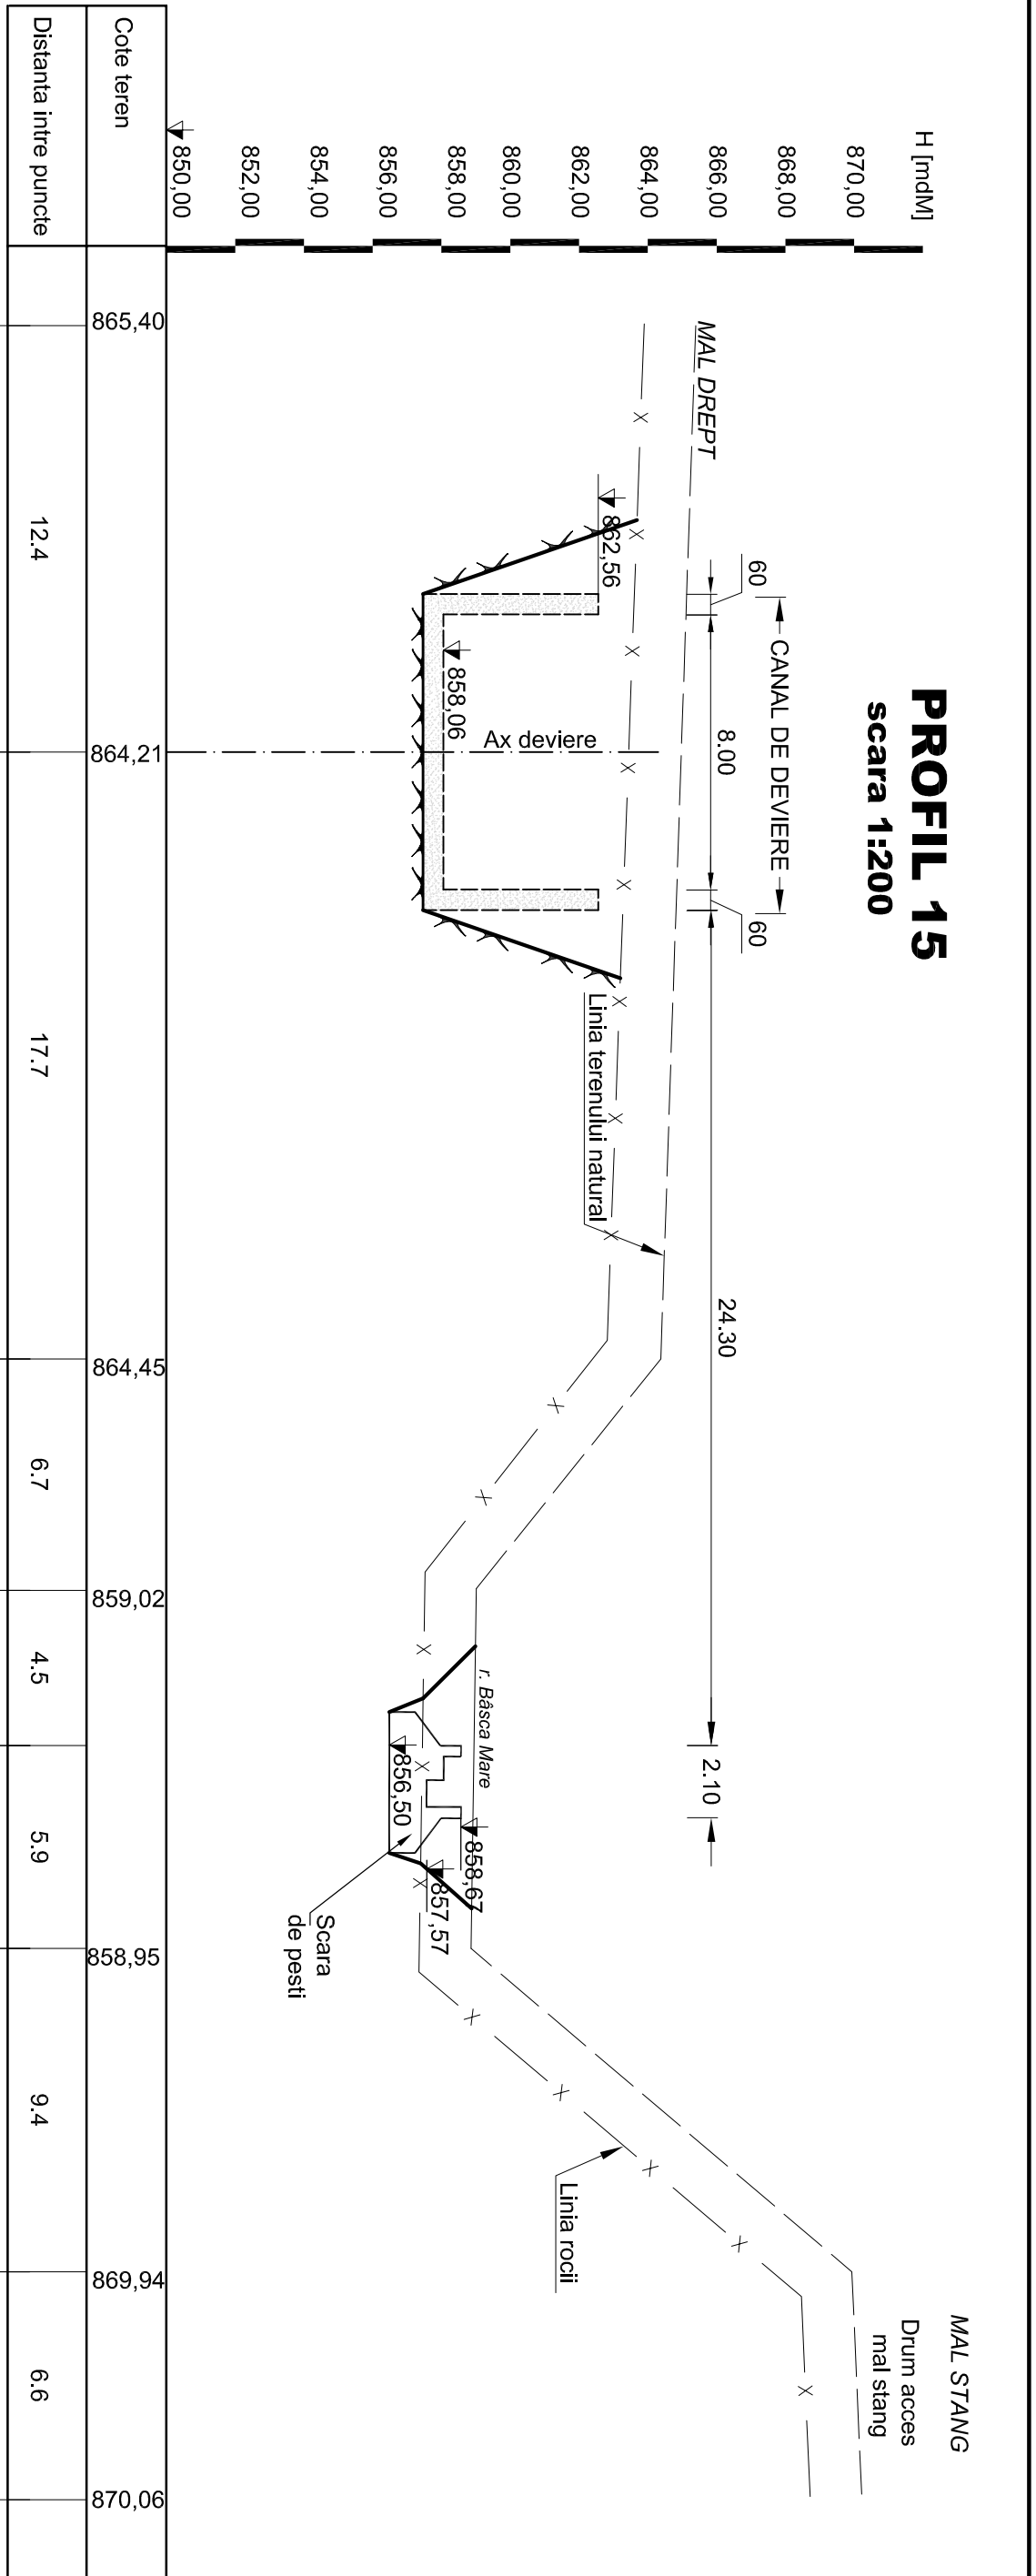 PROFIL 15
scara 1:200
H [mdM]
870,00
868,00
866,00
864,00
862,00
860,00
858,00
856,00
854,00
852,00
850,00
MAL DREPT
60
CANAL DE DEVIERE
8.00
60
24.30
2.10
862,56
858,06
Ax deviere
Linia terenului natural
r. Bâsca Mare
856,50
858,67
857,57
Scara
de pesti
Linia rocii
MAL STANG
Drum acces
mal stang
Cote teren
865,40
864,21
864,45
859,02
858,95
869,94
870,06
Distanta intre puncte
12.4
17.7
6.7
4.5
5.9
9.4
6.6